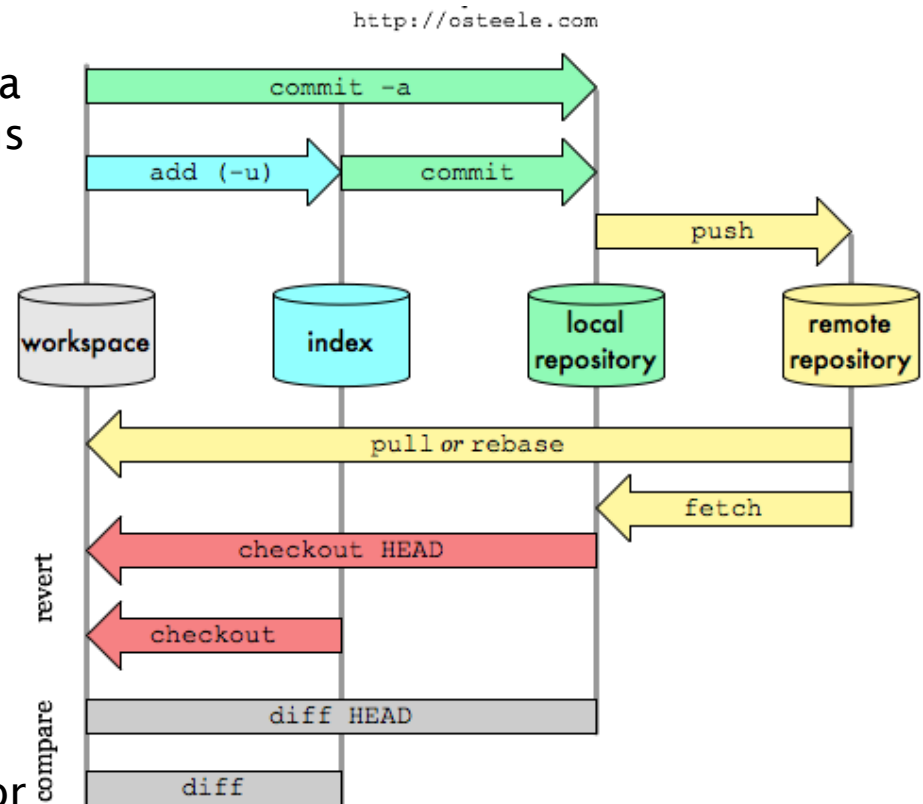 http://osteele.com
a
s
commit -a
add (-u)
commit
push
workspace
index
local
repository
remote
repository
pull or rebase
fetch
revert
checkout HEAD
checkout
compare
diff HEAD
or
diff